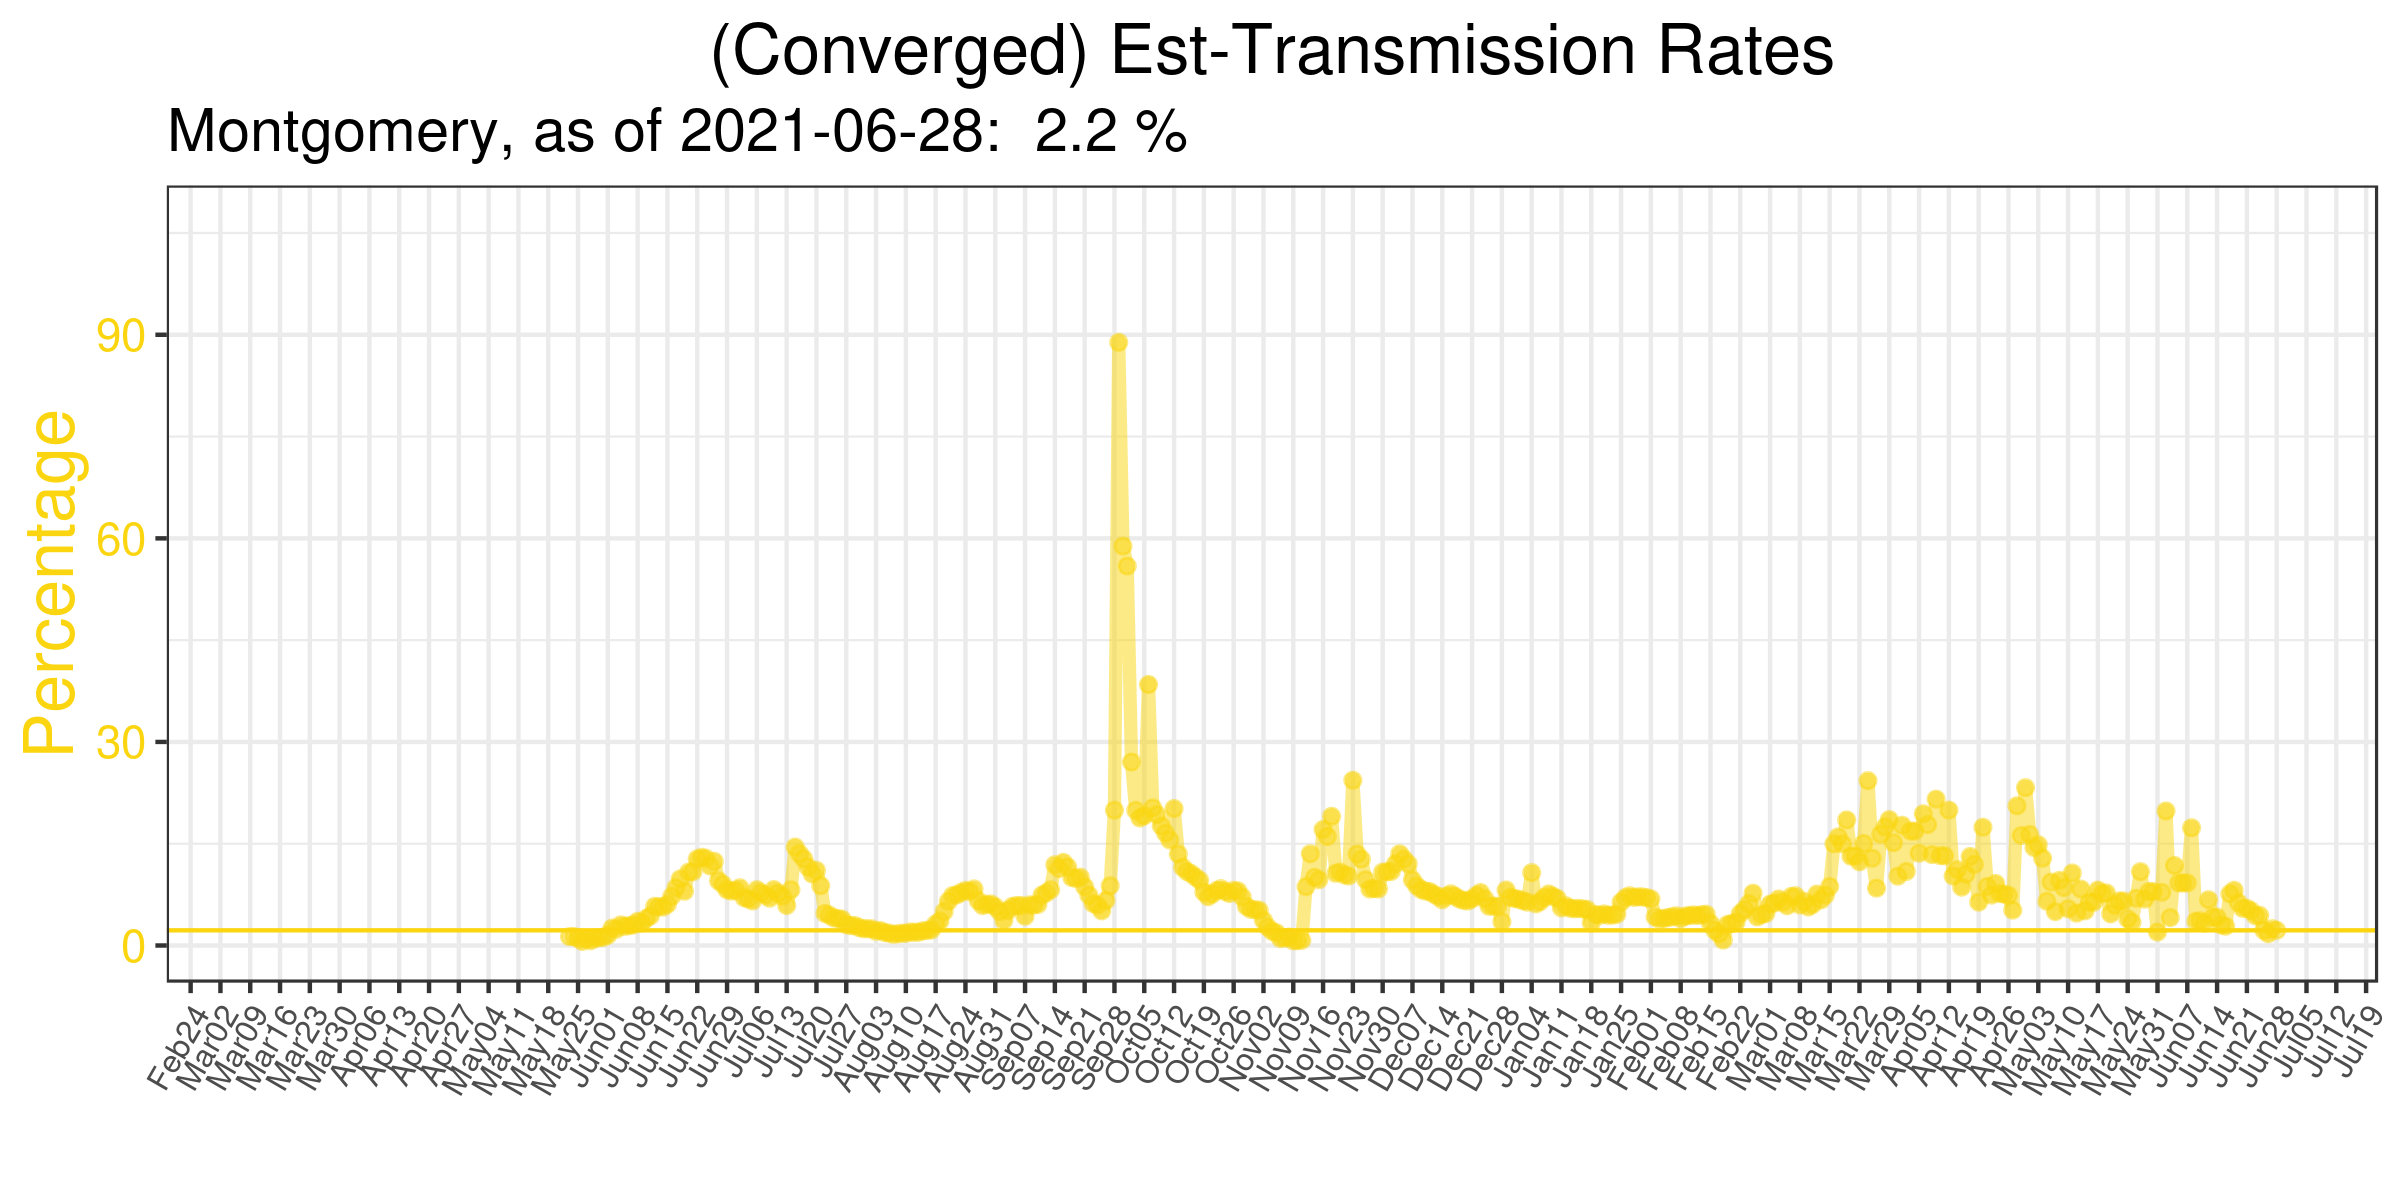 (Converged) Est-Transmission Rates
Montgomery, as of 2021-06-28:  2.2 %
Percentage
90
60
30
0
Feb24
Mar02
Mar09
Mar16
Mar23
Mar30
Apr06
Apr13
Apr20
Apr27
May04
May11
May18
May25
Jun01
Jun08
Jun15
Jun22
Jun29
Jul06
Jul13
Jul20
Jul27
Aug03
Aug10
Aug17
Aug24
Aug31
Sep07
Sep14
Sep21
Sep28
Oct05
Oct12
Oct19
Oct26
Nov02
Nov09
Nov16
Nov23
Nov30
Dec07
Dec14
Dec21
Dec28
Jan04
Jan11
Jan18
Jan25
Feb01
Feb08
Feb15
Feb22
Mar01
Mar08
Mar15
Mar22
Mar29
Apr05
Apr12
Apr19
Apr26
May03
May10
May17
May24
May31
Jun07
Jun14
Jun21
Jun28
Jul05
Jul12
Jul19